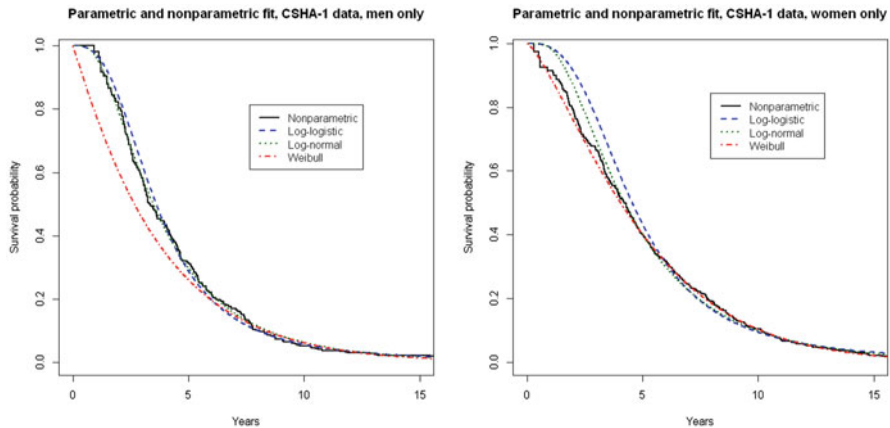 Parametric and nonparametric fit, CSHA-1 data, men only
Survival probability
1.0
0.8
0.6
0.4
0.2
0.0
Nonparametric
Log-logistic
Log-normal
Weibull
0
5
10
15
Years
Parametric and nonparametric fit, CSHA-1 data, women only
Survival probability
1.0
0.8
0.6
0.4
0.2
0.0
Nonparametric
Log-logistic
Log-normal
Weibull
0
5
10
15
Years